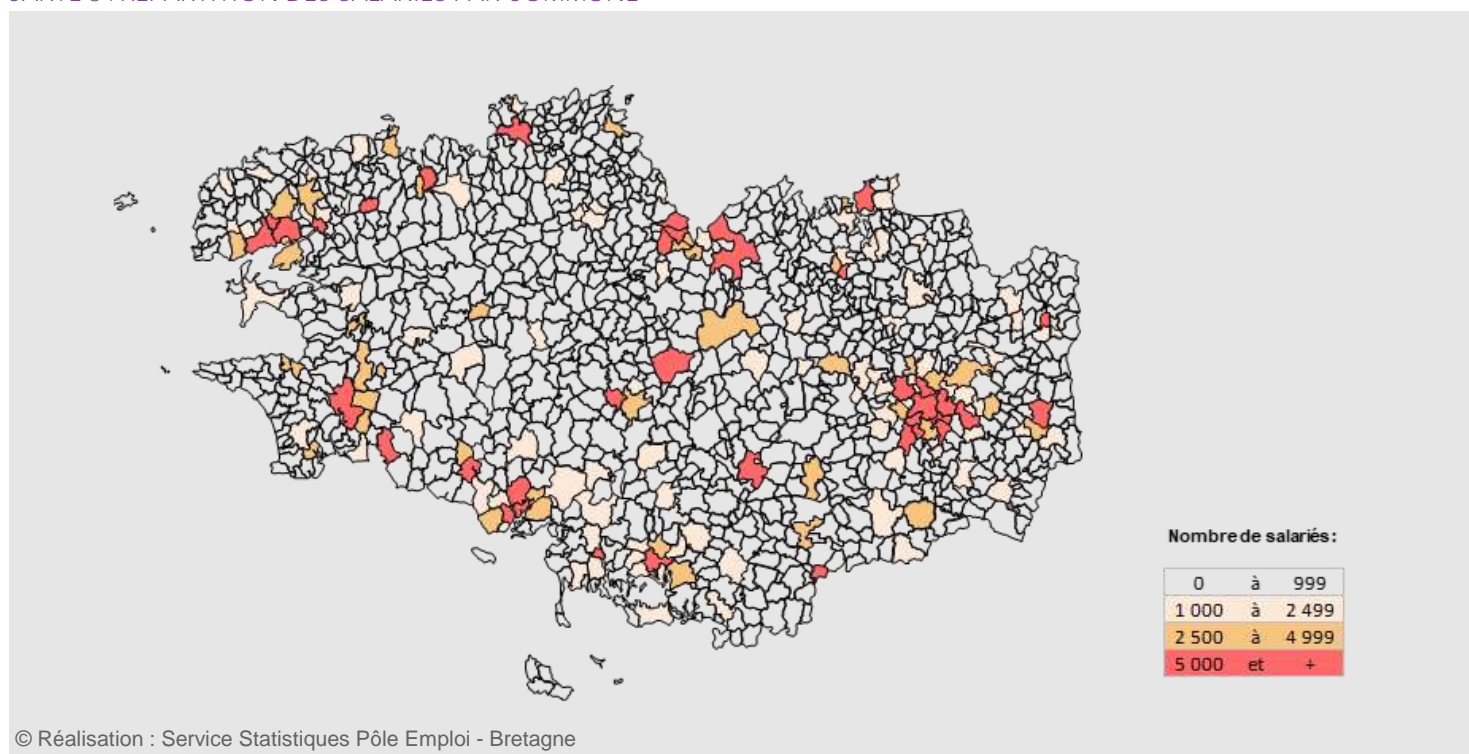 Nombre de salariés :
0 à 999
1 000 à 2 499
2 500 à 4 999
5 000 et +
© Réalisation : Service Statistiques Pôle Emploi - Bretagne